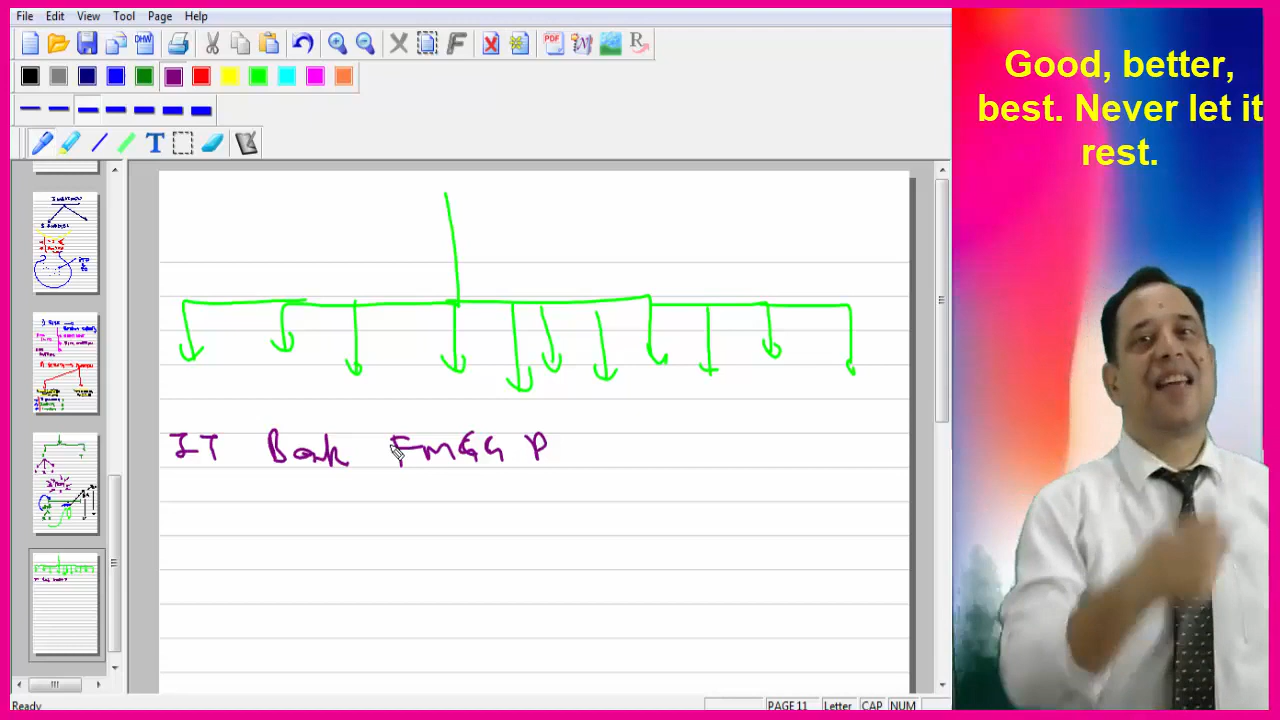 File Edit View Tool Page Help
Good, better,
best. Never let it
rest.
IT Bank FMGG P
Ready
PAGE 11 Letter CAP NUM